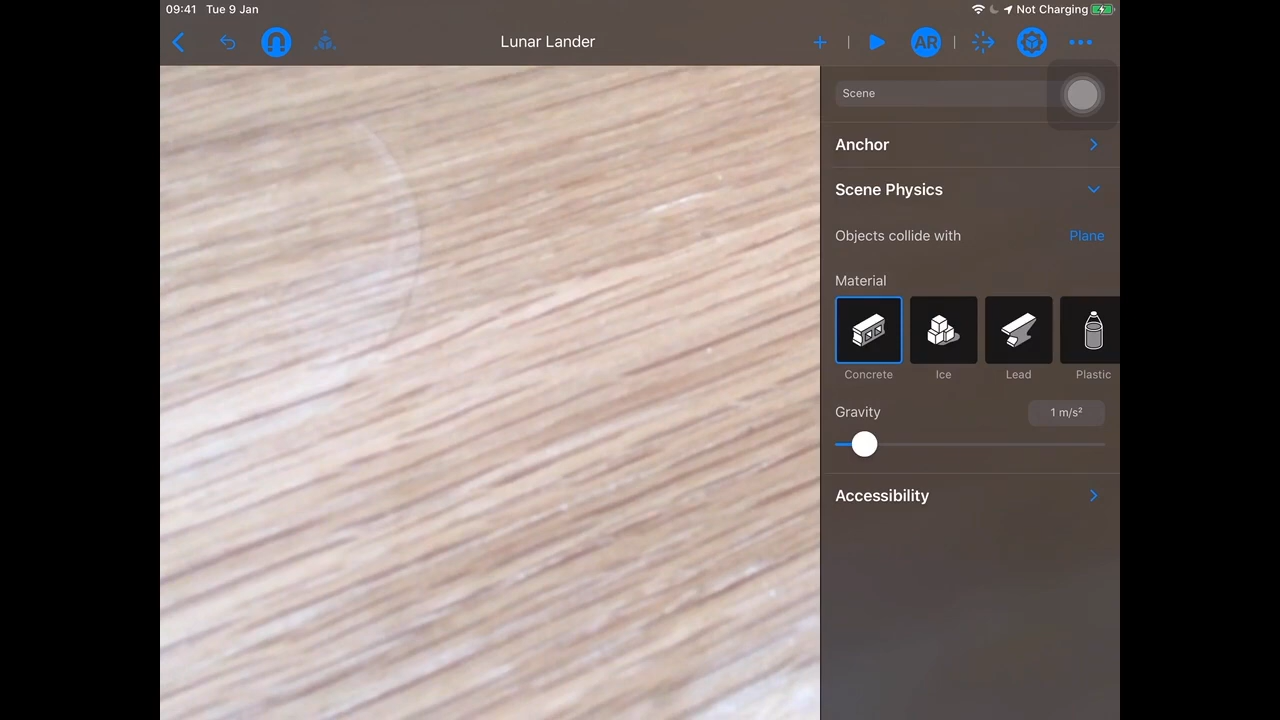 09:41 Tue 9 Jan
Not Charging
Lunar Lander
AR
Scene
Anchor
Scene Physics
Objects collide with Plane
Material
Concrete Ice Lead Plastic
Gravity 1 m/s²
Accessibility